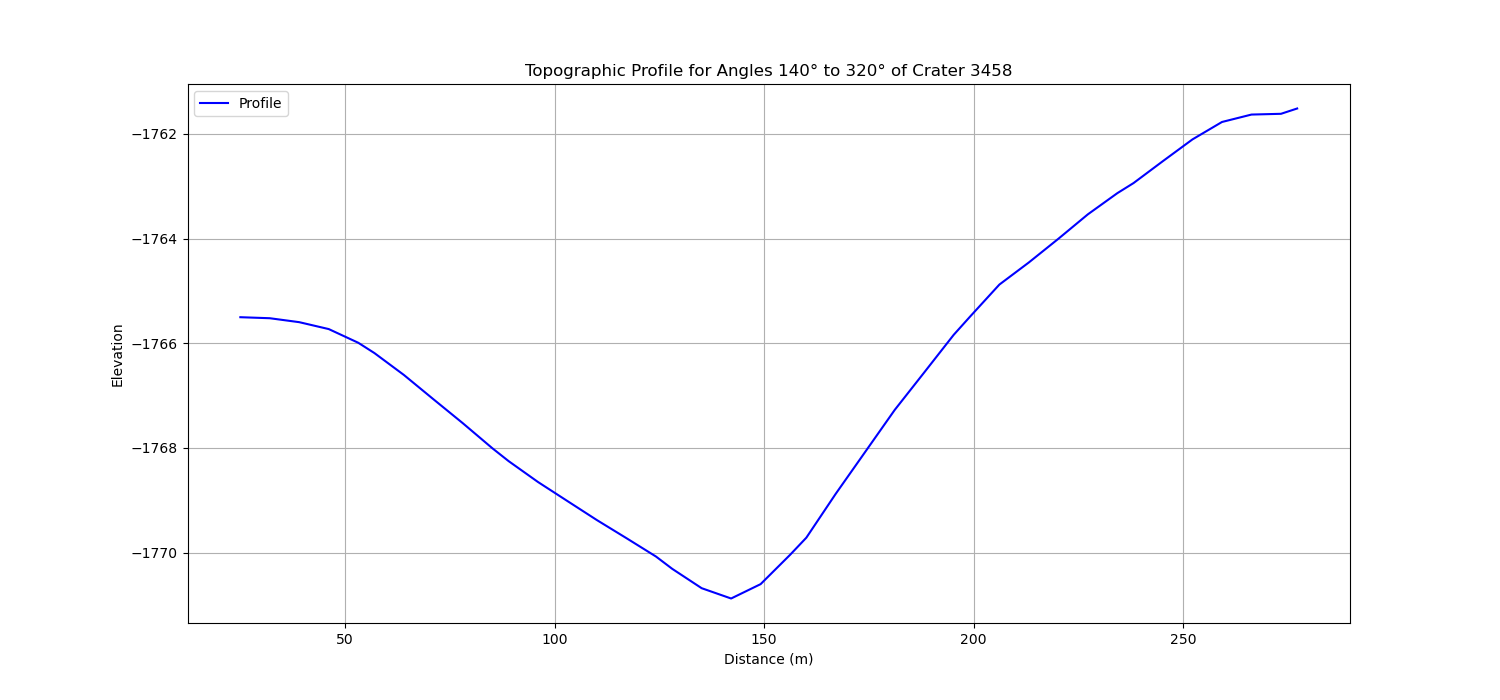 Topographic Profile for Angles 140° to 320° of Crater 3458
Profile
−1762
−1764
−1766
−1768
−1770
Elevation
50 100 150 200 250
Distance (m)